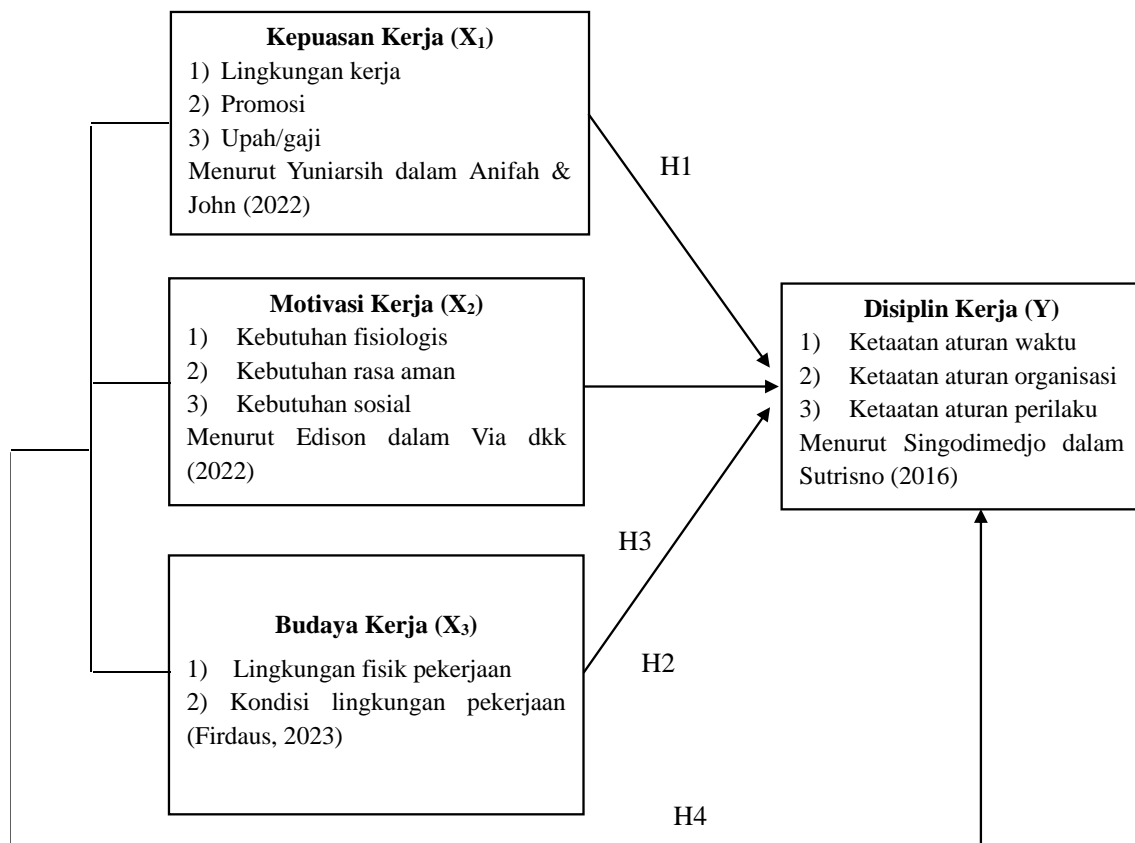 Kepuasan Kerja (X₁)
1) Lingkungan kerja
2) Promosi
3) Upah/gaji
Menurut Yuniarsih dalam Anifah &
John (2022)
H1
Motivasi Kerja (X₂)
1) Kebutuhan fisiologis
2) Kebutuhan rasa aman
3) Kebutuhan sosial
Menurut Edison dalam Via dkk
(2022)
Disiplin Kerja (Y)
1) Ketaatan aturan waktu
2) Ketaatan aturan organisasi
3) Ketaatan aturan perilaku
Menurut Singodimedjo dalam
Sutrisno (2016)
H3
Budaya Kerja (X₃)
1) Lingkungan fisik pekerjaan
2) Kondisi lingkungan pekerjaan
(Firdaus, 2023)
H2
H4